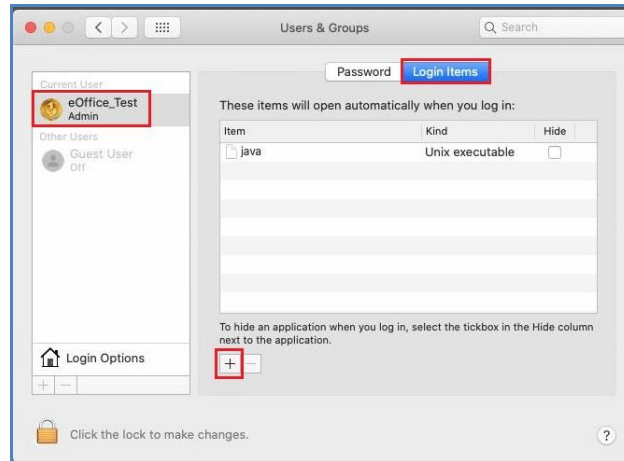 Users & Groups
Search
Password
Login Items
Current User
eOffice_Test
Admin
Other Users
Guest User
Off
Login Options
These items will open automatically when you log in:
Item Kind Hide
java Unix executable
To hide an application when you log in, select the tickbox in the Hide column
next to the application.
+ −
+ −
Click the lock to make changes.
?